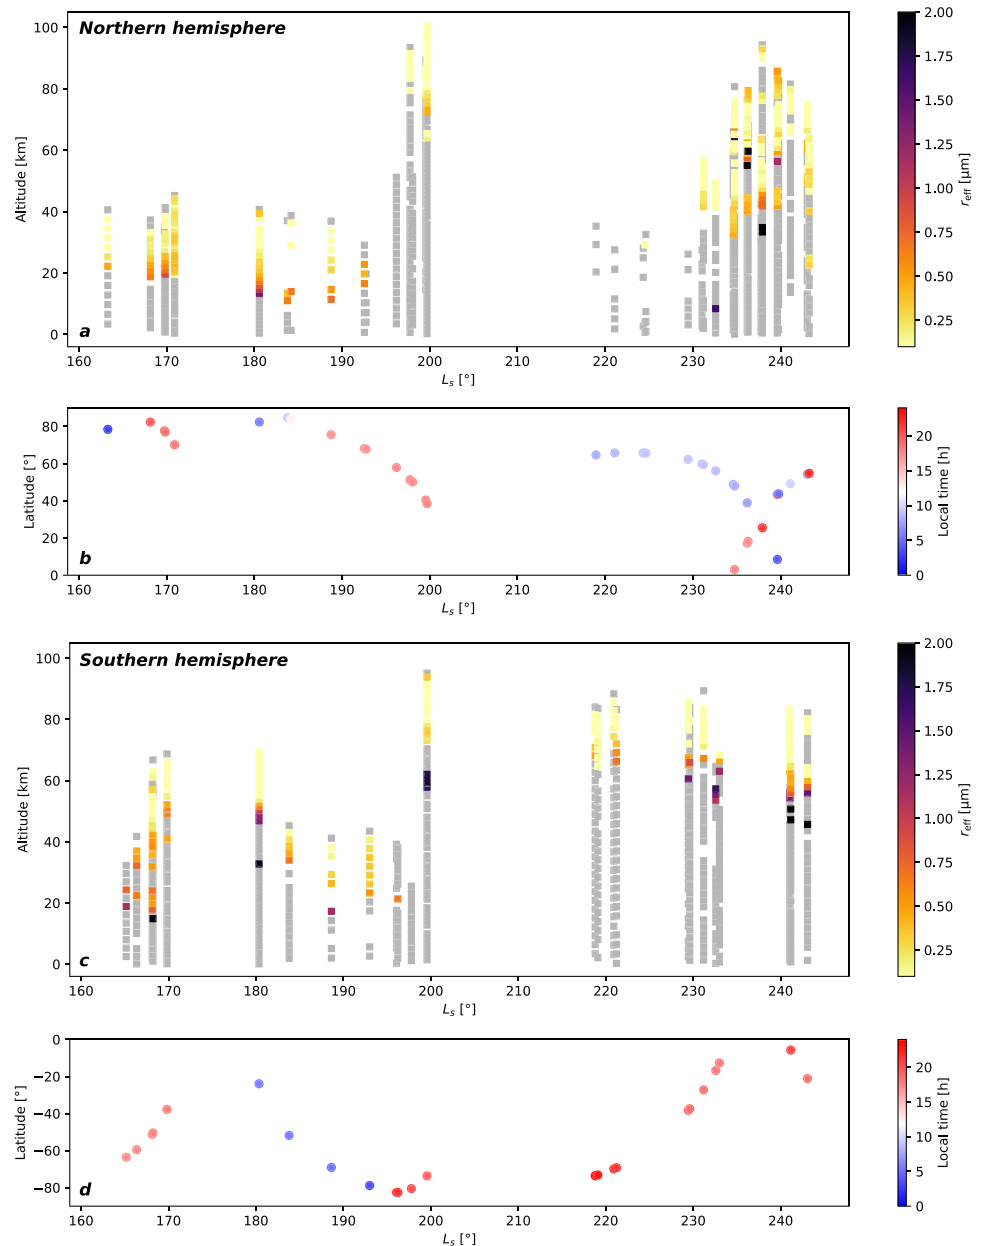 Northern hemisphere
100
80
60
40
20
0
Altitude [km]
a
160 170 180 190 200 210 220 230 240
Ls [°]
2.00
1.75
1.50
1.25
1.00
0.75
0.50
0.25
reff [µm]
80
60
40
20
0
Latitude [°]
b
160 170 180 190 200 210 220 230 240
Ls [°]
20
15
10
5
0
Local time [h]
Southern hemisphere
100
80
60
40
20
0
Altitude [km]
c
160 170 180 190 200 210 220 230 240
Ls [°]
2.00
1.75
1.50
1.25
1.00
0.75
0.50
0.25
reff [µm]
0
−20
−40
−60
−80
Latitude [°]
d
160 170 180 190 200 210 220 230 240
Ls [°]
20
15
10
5
0
Local time [h]